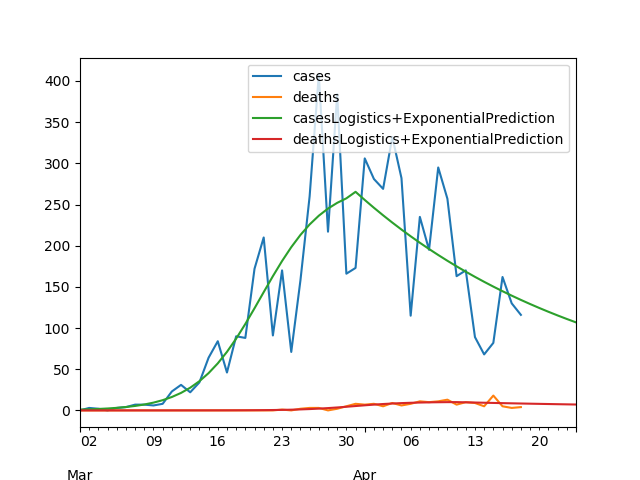 cases
deaths
casesLogistics+ExponentialPrediction
deathsLogistics+ExponentialPrediction
400
350
300
250
200
150
100
50
0
02 09 16 23 30 06 13 20
Mar Apr